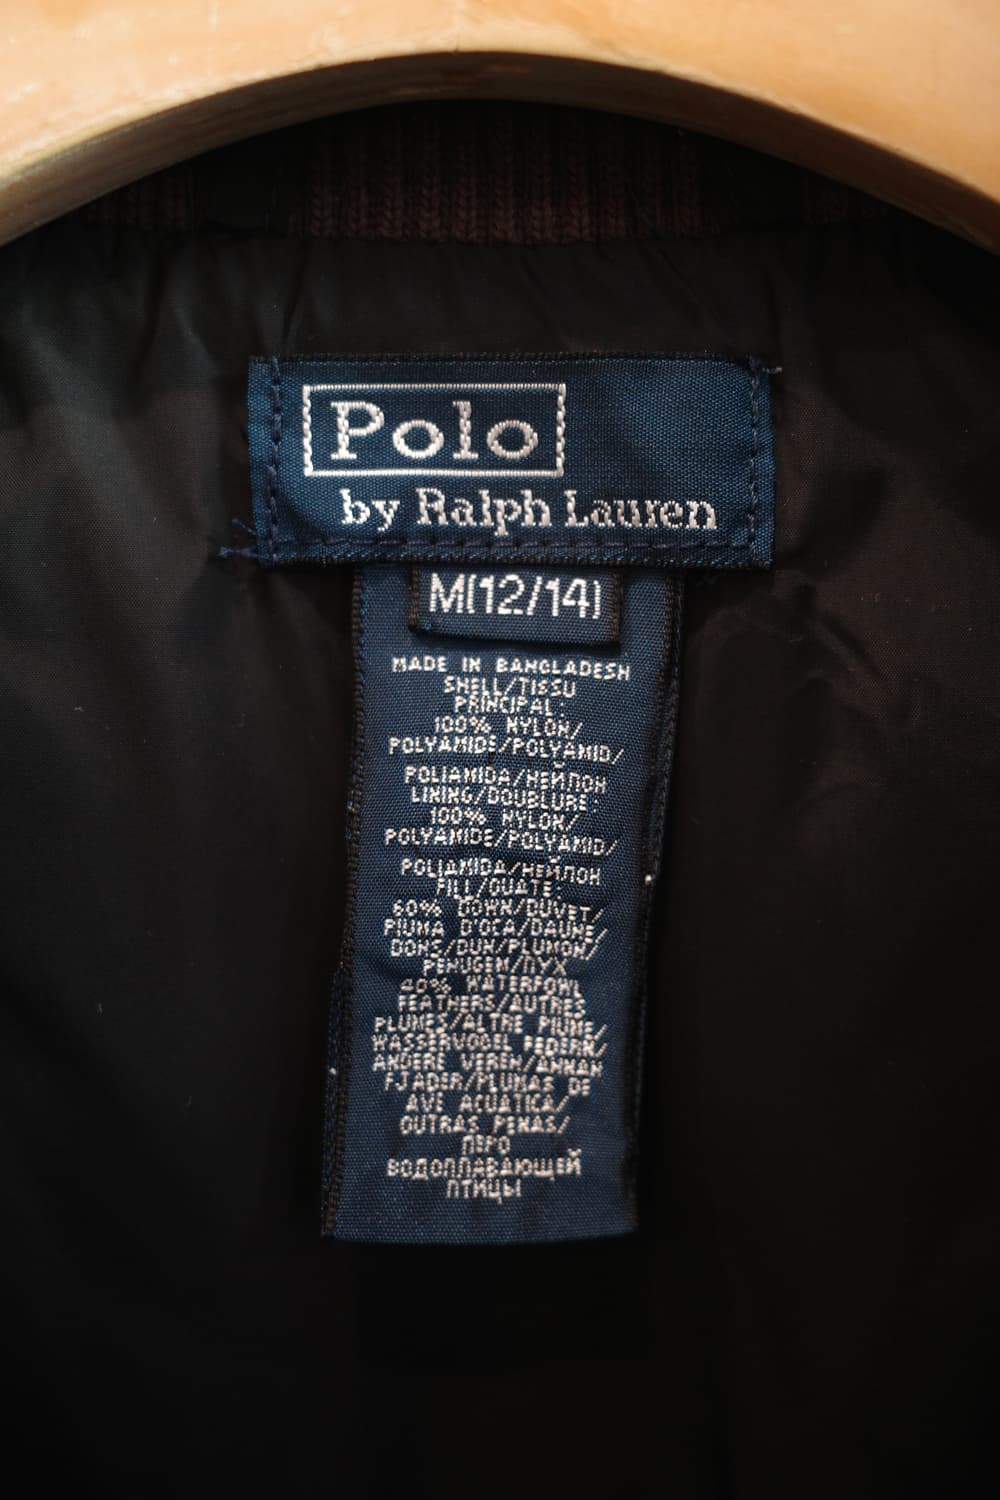 Polo
by Ralph Lauren
M(12/14)
MADE IN BANGLADESH
SHELL/TISSU
PRINCIPAL:
100% NYLON/
POLYAMIDE/POLYAMID/
POLIAMIDA/НЕЙЛОН
LINING/DOUBLURE:
100% NYLON/
POLYAMIDE/POLYAMID/
POLIAMIDA/НЕЙЛОН
FILL/OUATE:
60% DOWN/DUVET/
PIUMA D'OCA/DAUNE/
DONS/DUN/PLUMON/
PENUGEM/ПУХ
40% WATERFOWL
FEATHERS/AUTRES
PLUMES/ALTRE PIUME/
WASSERVOGEL FEDERN/
ANDERE VEREN/ANNAN
FJADER/PLUMAS DE
AVE ACUATICA/
OUTRAS PENAS/
ПЕРО
ВОДОПЛАВАЮЩЕЙ
ПТИЦЫ